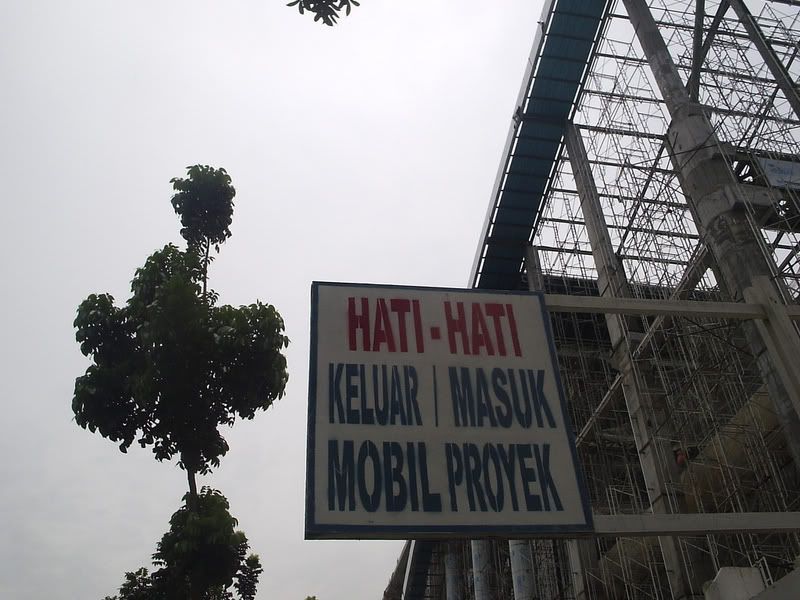 HATI - HATI
KELUAR | MASUK
MOBIL PROYEK